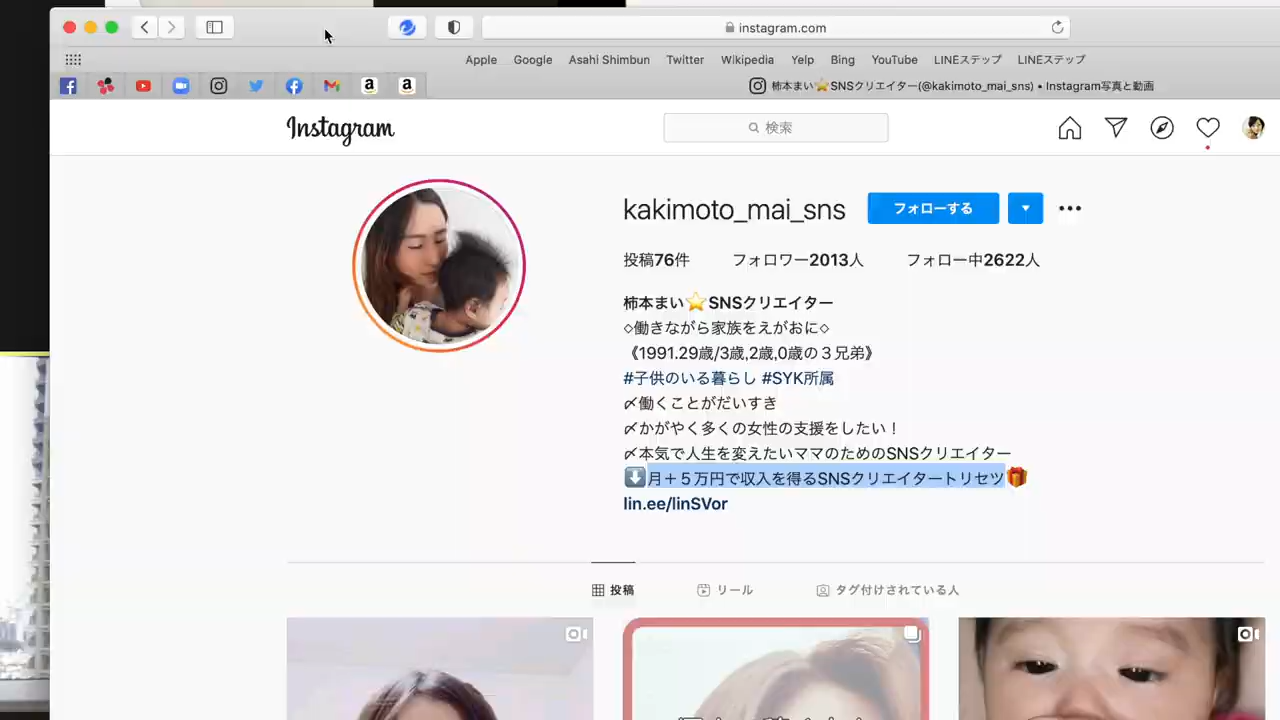 instagram.com
Apple Google Asahi Shimbun Twitter Wikipedia Yelp Bing YouTube LINEステップ LINEステップ
柿本まい⭐SNSクリエイター(@kakimoto_mai_sns) • Instagram写真と動画
Instagram
検索
kakimoto_mai_sns
フォローする
投稿76件 フォロワー2013人 フォロー中2622人
柿本まい⭐SNSクリエイター
◇働きながら家族をえがおに◇
《1991.29歳/3歳,2歳,0歳の３兄弟》
#子供のいる暮らし #SYK所属
〆働くことがだいすき
〆かがやく多くの女性の支援をしたい！
〆本気で人生を変えたいママのためのSNSクリエイター
⬇️月＋５万円で収入を得るSNSクリエイタートリセツ🎁
lin.ee/linSVor
投稿 リール タグ付けされている人